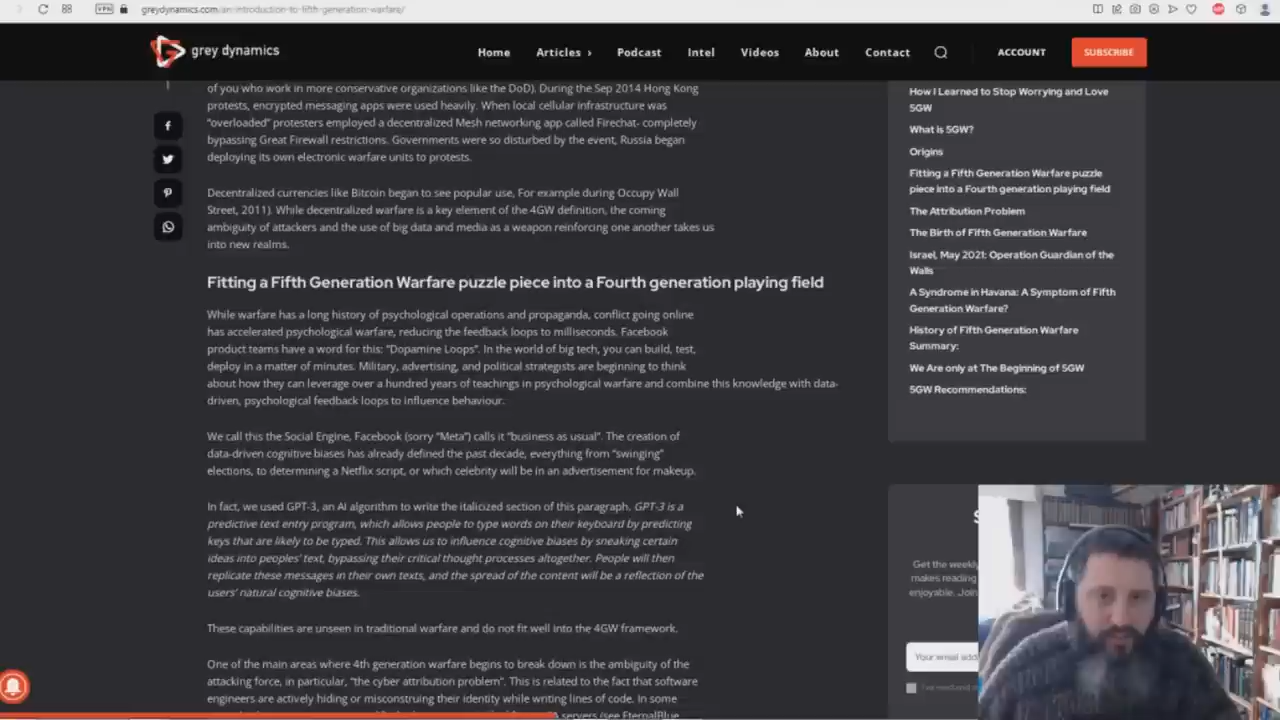 VPN greydynamics.com/an-introduction-to-fifth-generation-warfare/
grey dynamics
Home Articles Podcast Intel Videos About Contact ACCOUNT SUBSCRIBE
of you who work in more conservative organizations like the DoD). During the Sep 2014 Hong Kong
protests, encrypted messaging apps were used heavily. When local cellular infrastructure was
"overloaded" protesters employed a decentralized Mesh networking app called Firechat- completely
bypassing Great Firewall restrictions. Governments were so disturbed by the event, Russia began
deploying its own electronic warfare units to protests.
Decentralized currencies like Bitcoin began to see popular use, For example during Occupy Wall
Street, 2011). While decentralized warfare is a key element of the 4GW definition, the coming
ambiguity of attackers and the use of big data and media as a weapon reinforcing one another takes us
into new realms.
Fitting a Fifth Generation Warfare puzzle piece into a Fourth generation playing field
While warfare has a long history of psychological operations and propaganda, conflict going online
has accelerated psychological warfare, reducing the feedback loops to milliseconds. Facebook
product teams have a word for this: "Dopamine Loops". In the world of big tech, you can build, test,
deploy in a matter of minutes. Military, advertising, and political strategists are beginning to think
about how they can leverage over a hundred years of teachings in psychological warfare and combine this knowledge with data-
driven, psychological feedback loops to influence behaviour.
We call this the Social Engine, Facebook (sorry "Meta") calls it "business as usual". The creation of
data-driven cognitive biases has already defined the past decade, everything from "swinging"
elections, to determining a Netflix script, or which celebrity will be in an advertisement for makeup.
In fact, we used GPT-3, an AI algorithm to write the italicized section of this paragraph. GPT-3 is a
predictive text entry program, which allows people to type words on their keyboard by predicting
keys that are likely to be typed. This allows us to influence cognitive biases by sneaking certain
ideas into peoples' text, bypassing their critical thought processes altogether. People will then
replicate these messages in their own texts, and the spread of the content will be a reflection of the
users' natural cognitive biases.
These capabilities are unseen in traditional warfare and do not fit well into the 4GW framework.
One of the main areas where 4th generation warfare begins to break down is the ambiguity of the
attacking force, in particular, "the cyber attribution problem". This is related to the fact that software
engineers are actively hiding or misconstruing their identity while writing lines of code. In some
servers (see EternalBlue
How I Learned to Stop Worrying and Love
5GW
What is 5GW?
Origins
Fitting a Fifth Generation Warfare puzzle
piece into a Fourth generation playing field
The Attribution Problem
The Birth of Fifth Generation Warfare
Israel, May 2021: Operation Guardian of the
Walls
A Syndrome in Havana: A Symptom of Fifth
Generation Warfare?
History of Fifth Generation Warfare
Summary:
We Are only at The Beginning of 5GW
5GW Recommendations:
S
Get the weekly
makes reading
enjoyable. Join
Your email add
I've read and